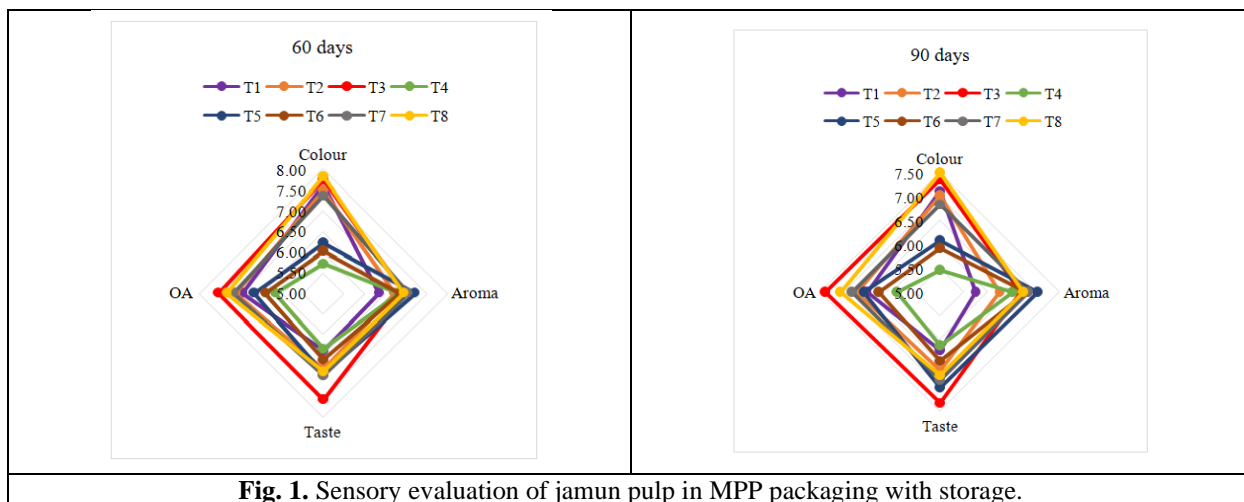 60 days
T1 T2 T3 T4
T5 T6 T7 T8
Colour
8.00
7.50
7.00
6.50
6.00
5.50
5.00
OA
Aroma
Taste
90 days
T1 T2 T3 T4
T5 T6 T7 T8
Colour
7.50
7.00
6.50
6.00
5.50
5.00
OA
Aroma
Taste
Fig. 1. Sensory evaluation of jamun pulp in MPP packaging with storage.